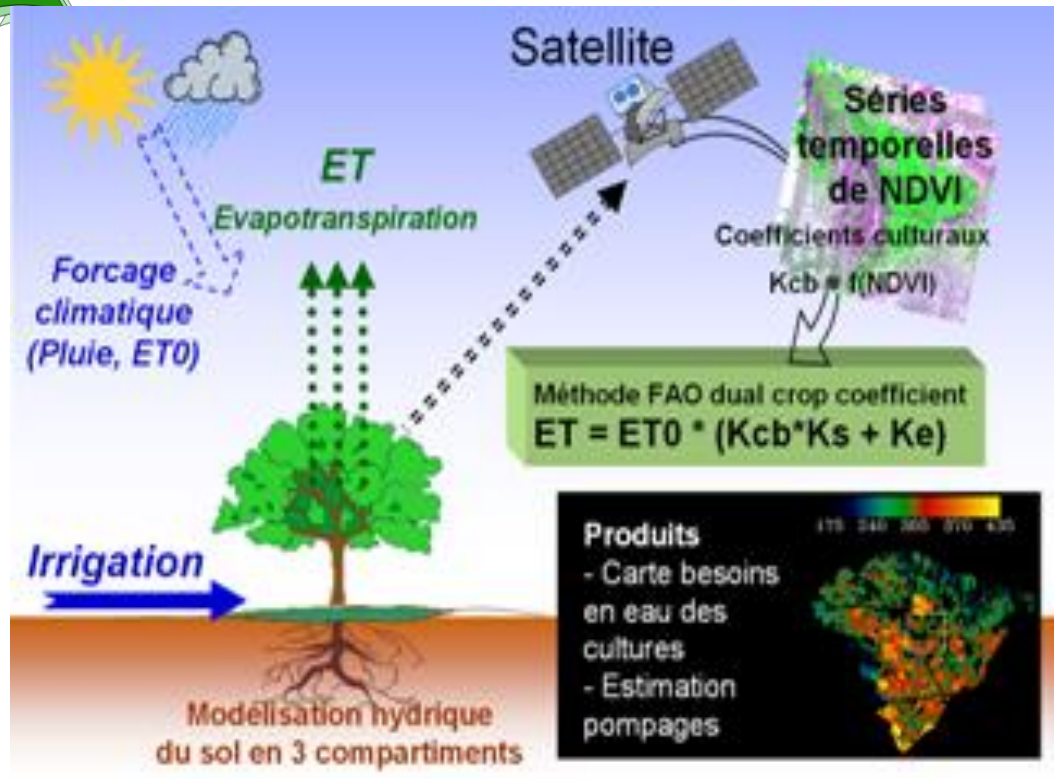 Satellite
Séries
temporelles
de NDVI
Coefficients culturaux
Kcb = f(NDVI)
ET
Evapotranspiration
Forcage
climatique
(Pluie, ET0)
Méthode FAO dual crop coefficient
ET = ET0 * (Kcb*Ks + Ke)
Irrigation
Produits
- Carte besoins
en eau des
cultures
- Estimation
pompages
Modélisation hydrique
du sol en 3 compartiments